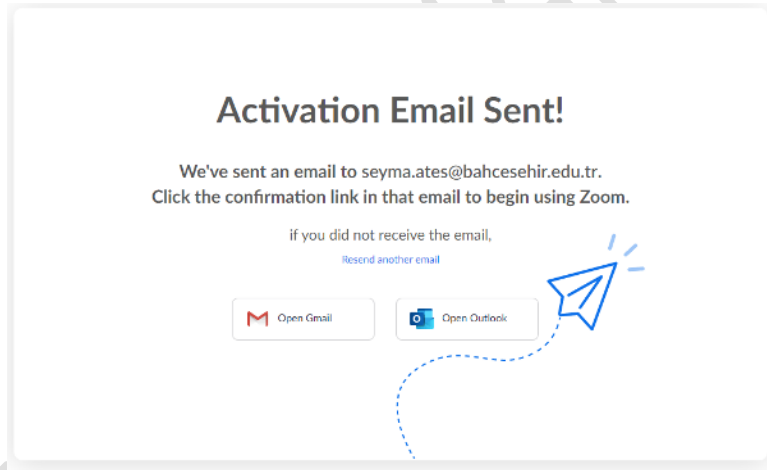 Activation Email Sent!
We've sent an email to seyma.ates@bahcesehir.edu.tr.
Click the confirmation link in that email to begin using Zoom.
if you did not receive the email,
Resend another email
Open Gmail
Open Outlook